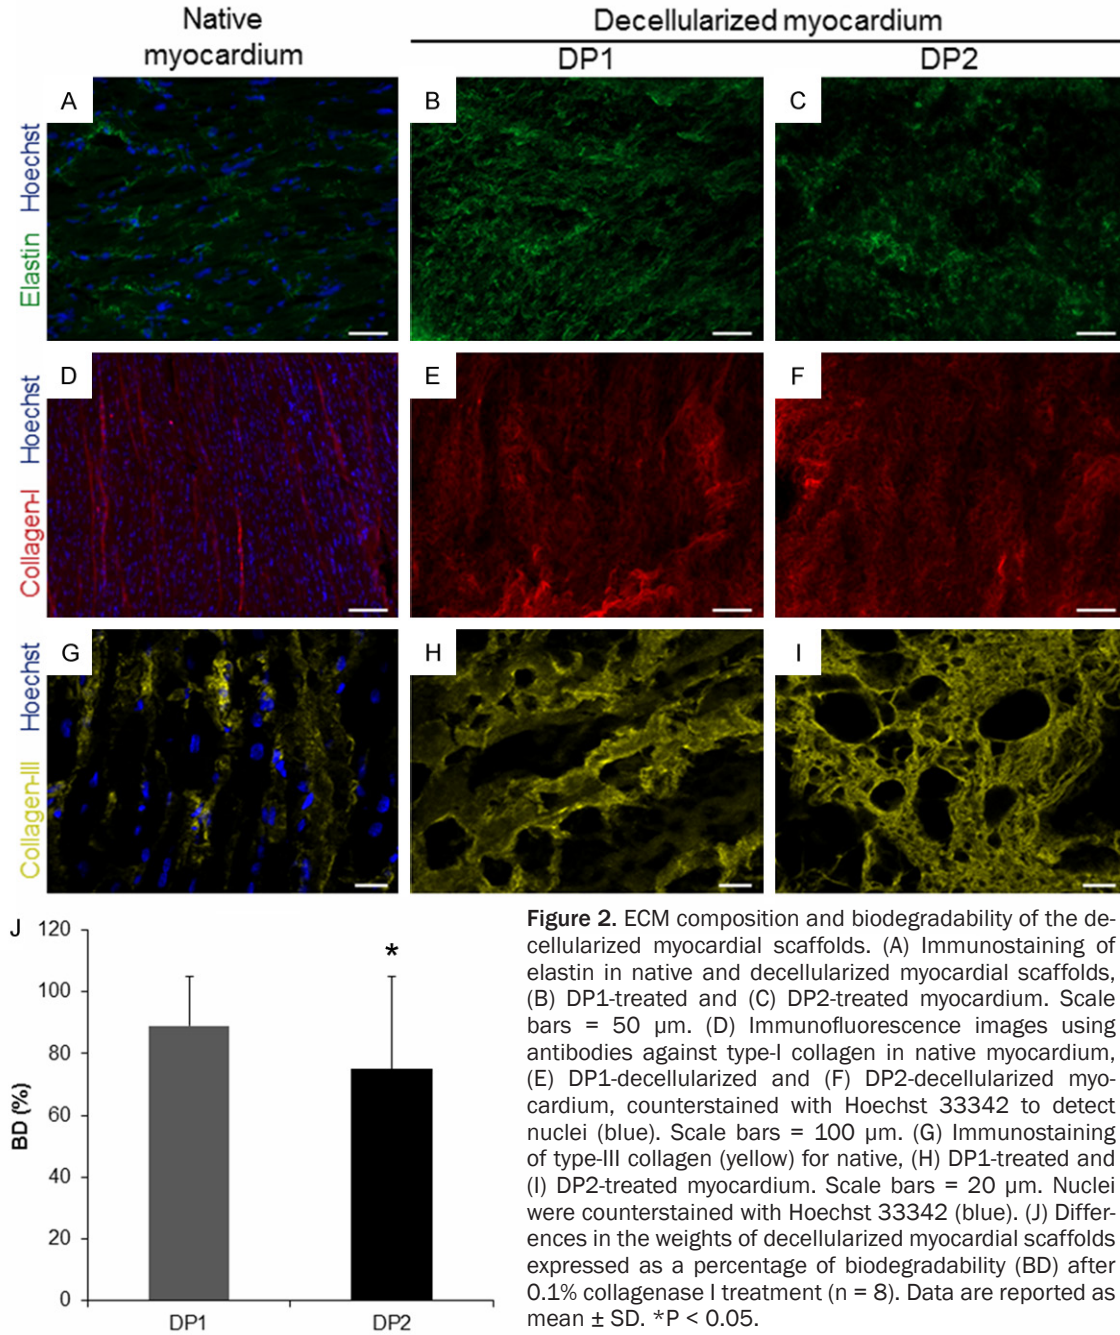 Native
myocardium
Decellularized myocardium
DP1
DP2
Elastin Hoechst
A
B
C
Collagen-I Hoechst
D
E
F
Collagen-III Hoechst
G
H
I
J
BD (%)
120
100
80
60
40
20
0
*
DP1
DP2
Figure 2. ECM composition and biodegradability of the de-
cellularized myocardial scaffolds. (A) Immunostaining of
elastin in native and decellularized myocardial scaffolds,
(B) DP1-treated and (C) DP2-treated myocardium. Scale
bars = 50 μm. (D) Immunofluorescence images using
antibodies against type-I collagen in native myocardium,
(E) DP1-decellularized and (F) DP2-decellularized myo-
cardium, counterstained with Hoechst 33342 to detect
nuclei (blue). Scale bars = 100 μm. (G) Immunostaining
of type-III collagen (yellow) for native, (H) DP1-treated and
(I) DP2-treated myocardium. Scale bars = 20 μm. Nuclei
were counterstained with Hoechst 33342 (blue). (J) Differ-
ences in the weights of decellularized myocardial scaffolds
expressed as a percentage of biodegradability (BD) after
0.1% collagenase I treatment (n = 8). Data are reported as
mean ± SD. *P < 0.05.